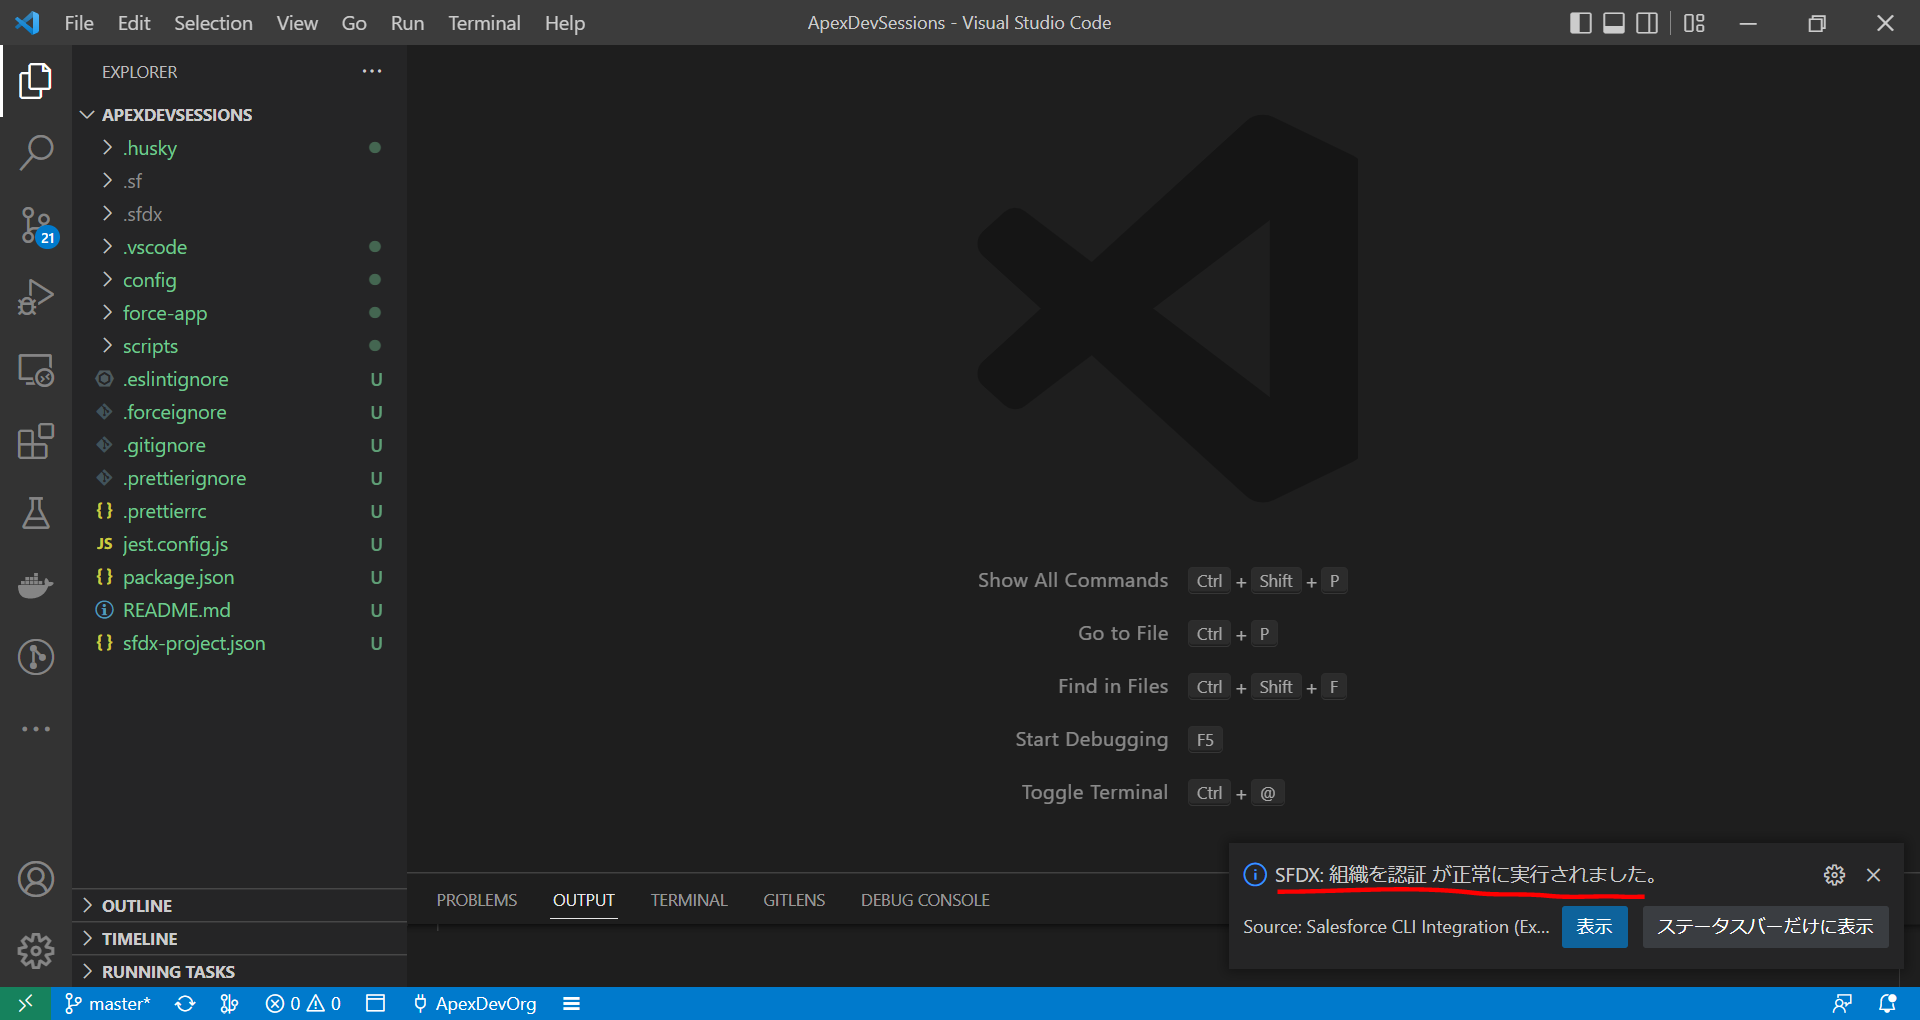 File Edit Selection View Go Run Terminal Help
ApexDevSessions - Visual Studio Code
EXPLORER
APEXDEVSESSIONS
.husky
.sf
.sfdx
.vscode
config
force-app
scripts
.eslintignore U
.forceignore U
.gitignore U
.prettierignore U
{} .prettierrc U
JS jest.config.js U
{} package.json U
README.md U
{} sfdx-project.json U
21
OUTLINE
TIMELINE
RUNNING TASKS
Show All Commands Ctrl + Shift + P
Go to File Ctrl + P
Find in Files Ctrl + Shift + F
Start Debugging F5
Toggle Terminal Ctrl + @
PROBLEMS OUTPUT TERMINAL GITLENS DEBUG CONSOLE
SFDX: 組織を認証 が正常に実行されました。
Source: Salesforce CLI Integration (Ex... 表示 ステータスバーだけに表示
master* 0 0 ApexDevOrg